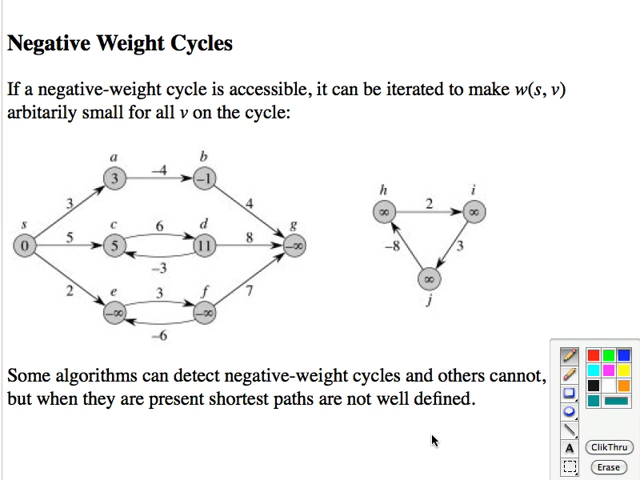 Negative Weight Cycles
If a negative-weight cycle is accessible, it can be iterated to make w(s, v)
arbitarily small for all v on the cycle:
a b
3 -4 -1
h i
3 4
2
∞ ∞
s c 6 d g
0 5 5 11 8 -∞
-8 3
-3
∞
2 e 3 f 7
j
-∞ -∞
-6
Some algorithms can detect negative-weight cycles and others cannot,
but when they are present shortest paths are not well defined.
A
ClikThru
Erase